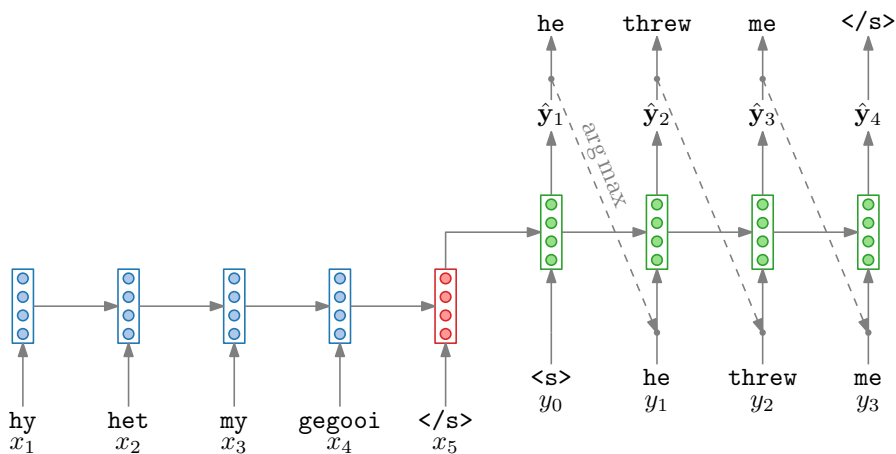 he threw me </s>
ŷ₁ ŷ₂ ŷ₃ ŷ₄
arg max
<s> he threw me
y₀ y₁ y₂ y₃
hy het my gegooi </s>
x₁ x₂ x₃ x₄ x₅